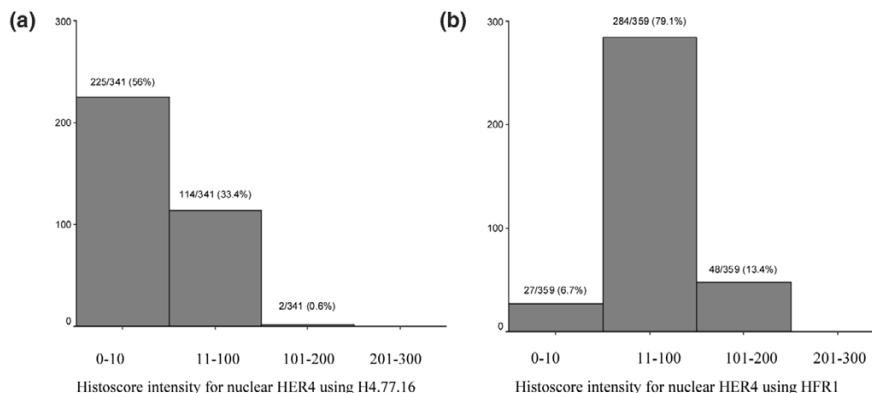 (a)
300
225/341 (56%)
200
114/341 (33.4%)
100
2/341 (0.6%)
0
0-10 11-100 101-200 201-300
Histoscore intensity for nuclear HER4 using H4.77.16
(b)
300
284/359 (79.1%)
200
100
48/359 (13.4%)
27/359 (6.7%)
0
0-10 11-100 101-200 201-300
Histoscore intensity for nuclear HER4 using HFR1